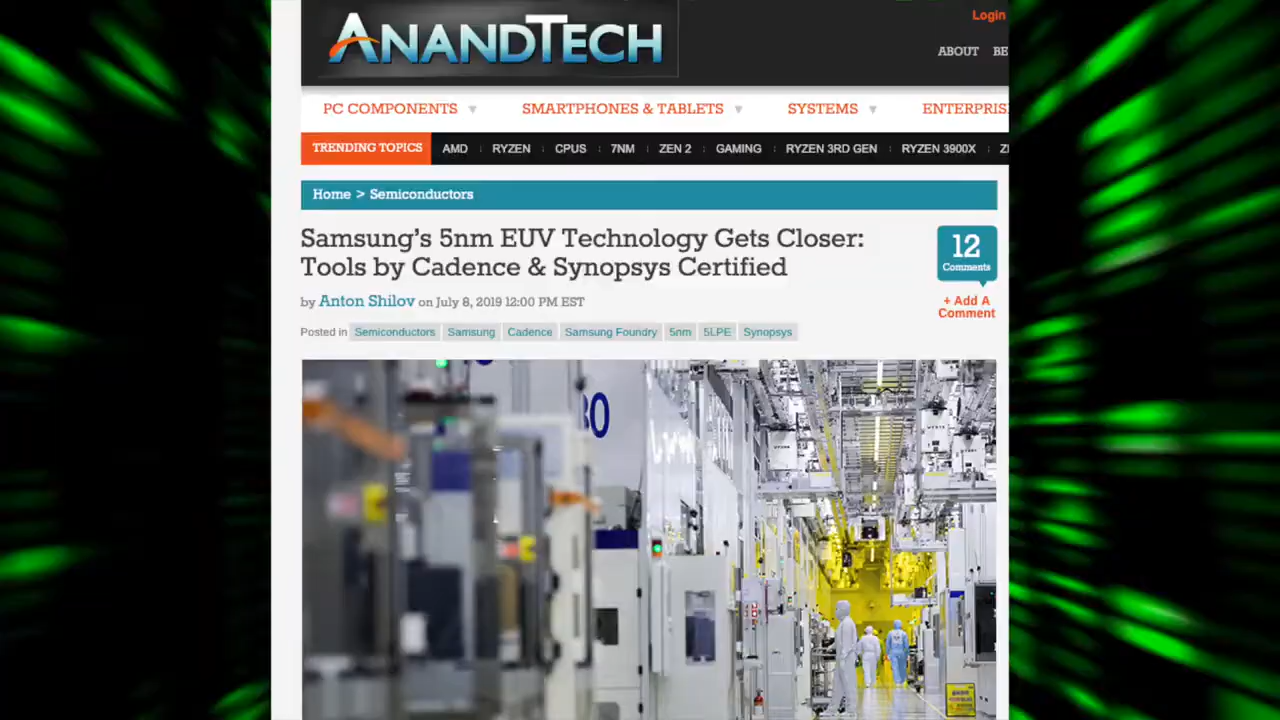 ANANDTECH
Login
ABOUT BE
PC COMPONENTS SMARTPHONES & TABLETS SYSTEMS ENTERPRIS
TRENDING TOPICS AMD RYZEN CPUS 7NM ZEN 2 GAMING RYZEN 3RD GEN RYZEN 3900X
Home > Semiconductors
Samsung's 5nm EUV Technology Gets Closer:
Tools by Cadence & Synopsys Certified
12
Comments
+ Add A
Comment
by Anton Shilov on July 8, 2019 12:00 PM EST
Posted in Semiconductors Samsung Cadence Samsung Foundry 5nm 5LPE Synopsys